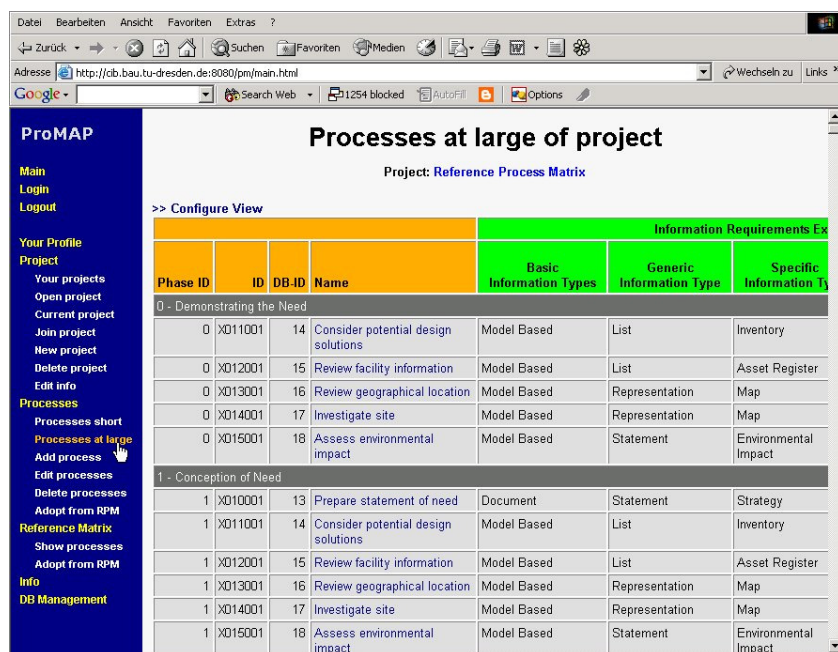 Datei Bearbeiten Ansicht Favoriten Extras ?
Zurück Suchen Favoriten Medien
Adresse http://cib.bau.tu-dresden.de:8080/pm/main.html Wechseln zu Links »
Google Search Web 1254 blocked AutoFill Options
ProMAP
Main
Login
Logout
Your Profile
Project
Your projects
Open project
Current project
Join project
New project
Delete project
Edit info
Processes
Processes short
Processes at large
Add process
Edit processes
Delete processes
Adopt from RPM
Reference Matrix
Show processes
Adopt from RPM
Info
DB Management
Processes at large of project
Project: Reference Process Matrix
>> Configure View
Information Requirements Ex
Phase ID ID DB-ID Name Basic Information Types Generic Information Type Specific Information Ty
0 - Demonstrating the Need
0 X011001 14 Consider potential design solutions Model Based List Inventory
0 X012001 15 Review facility information Model Based List Asset Register
0 X013001 16 Review geographical location Model Based Representation Map
0 X014001 17 Investigate site Model Based Representation Map
0 X015001 18 Assess environmental impact Model Based Statement Environmental Impact
1 - Conception of Need
1 X010001 13 Prepare statement of need Document Statement Strategy
1 X011001 14 Consider potential design solutions Model Based List Inventory
1 X012001 15 Review facility information Model Based List Asset Register
1 X013001 16 Review geographical location Model Based Representation Map
1 X014001 17 Investigate site Model Based Representation Map
1 X015001 18 Assess environmental impact Model Based Statement Environmental Impact